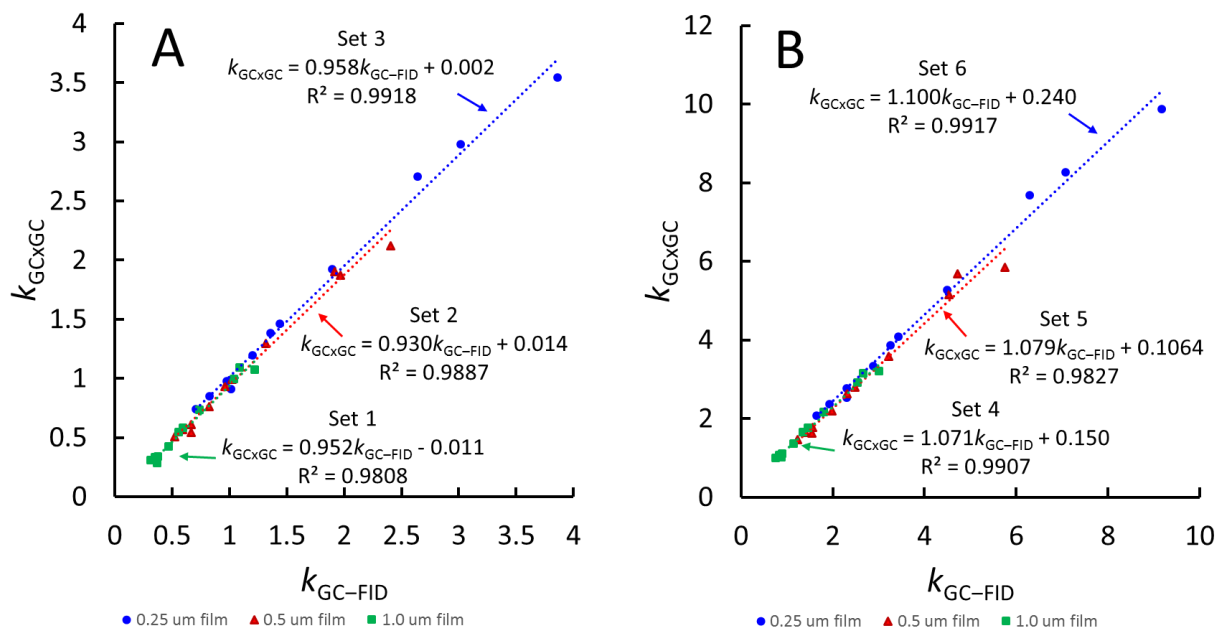 A
4
3.5
3
2.5
2
1.5
1
0.5
0
kGCxGC
Set 3
kGCxGC = 0.958kGC–FID + 0.002
R² = 0.9918
Set 2
kGCxGC = 0.930kGC–FID + 0.014
R² = 0.9887
Set 1
kGCxGC = 0.952kGC–FID - 0.011
R² = 0.9808
0 0.5 1 1.5 2 2.5 3 3.5 4
kGC–FID
0.25 um film 0.5 um film 1.0 um film
B
12
10
8
6
4
2
0
kGCxGC
Set 6
kGCxGC = 1.100kGC–FID + 0.240
R² = 0.9917
Set 5
kGCxGC = 1.079kGC–FID + 0.1064
R² = 0.9827
Set 4
kGCxGC = 1.071kGC–FID + 0.150
R² = 0.9907
0 2 4 6 8 10
kGC–FID
0.25 um film 0.5 um film 1.0 um film